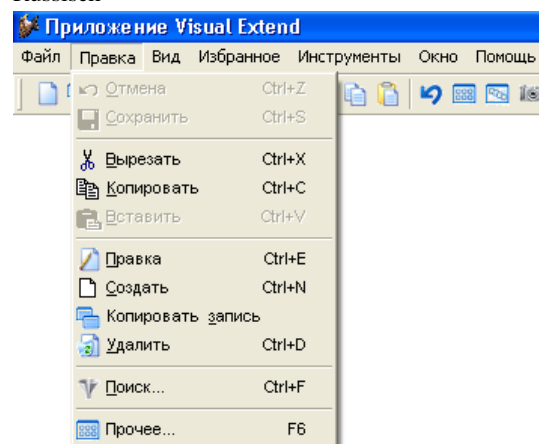 Приложение Visual Extend
Файл Правка Вид Избранное Инструменты Окно Помощь
Отмена Ctrl+Z
Сохранить Ctrl+S
Вырезать Ctrl+X
Копировать Ctrl+C
Вставить Ctrl+V
Правка Ctrl+E
Создать Ctrl+N
Копировать запись
Удалить Ctrl+D
Поиск... Ctrl+F
Прочее... F6